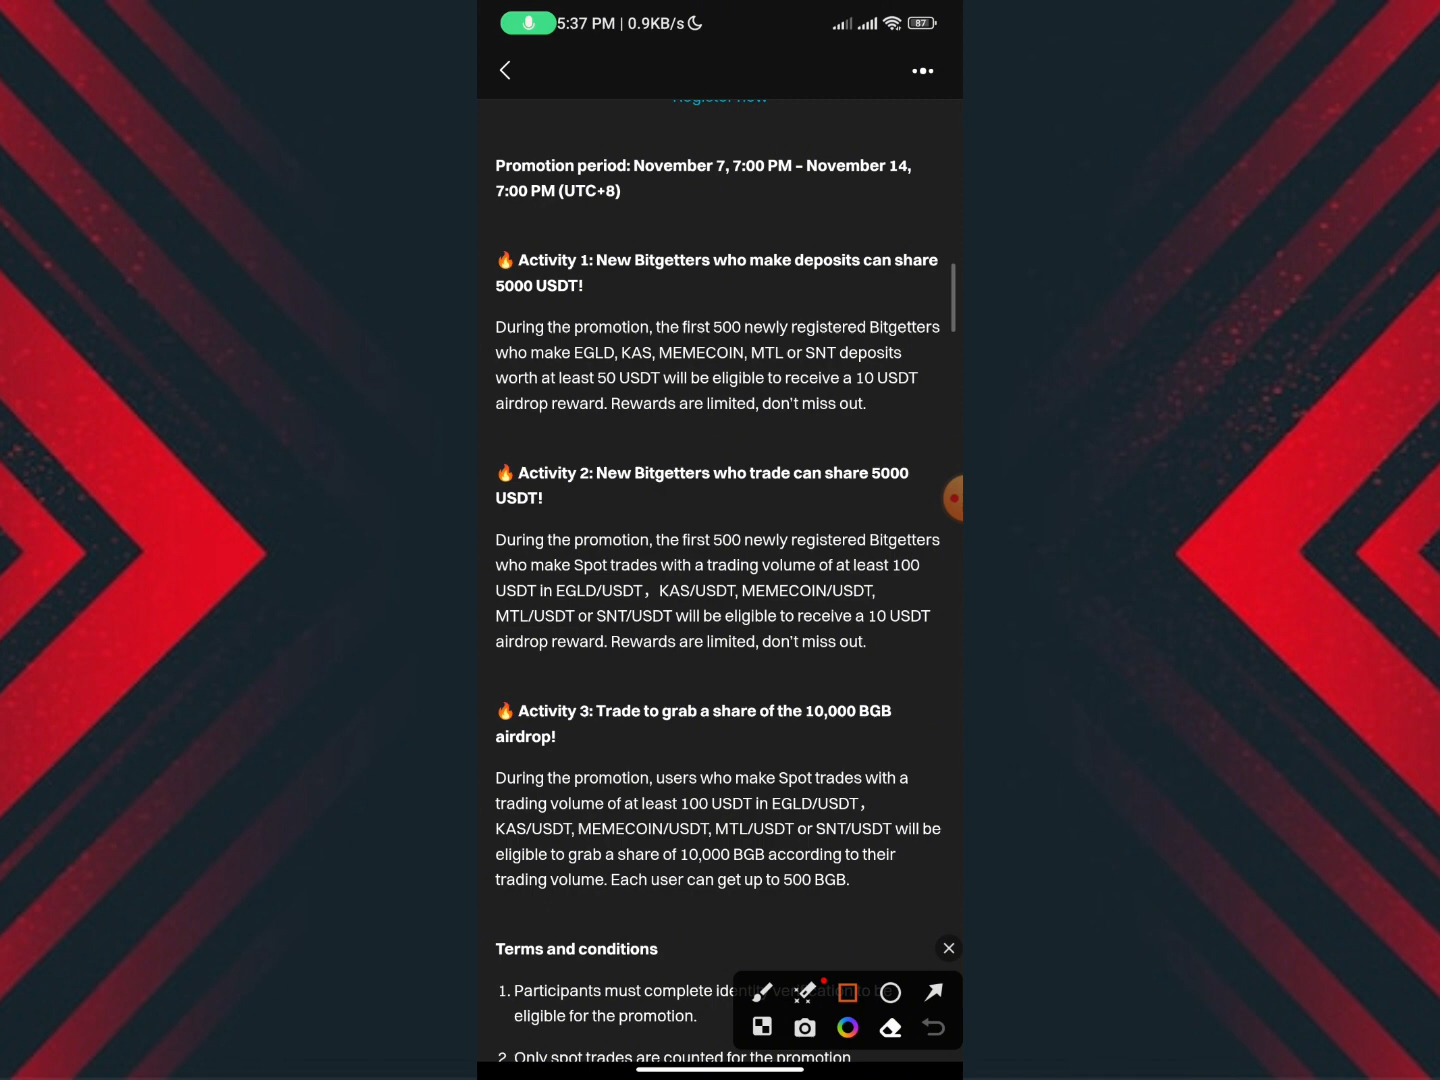 5:37 PM | 0.9KB/s
87
Register now
Promotion period: November 7, 7:00 PM – November 14,
7:00 PM (UTC+8)
🔥 Activity 1: New Bitgetters who make deposits can share
5000 USDT!
During the promotion, the first 500 newly registered Bitgetters
who make EGLD, KAS, MEMECOIN, MTL or SNT deposits
worth at least 50 USDT will be eligible to receive a 10 USDT
airdrop reward. Rewards are limited, don't miss out.
🔥 Activity 2: New Bitgetters who trade can share 5000
USDT!
During the promotion, the first 500 newly registered Bitgetters
who make Spot trades with a trading volume of at least 100
USDT in EGLD/USDT，KAS/USDT, MEMECOIN/USDT,
MTL/USDT or SNT/USDT will be eligible to receive a 10 USDT
airdrop reward. Rewards are limited, don't miss out.
🔥 Activity 3: Trade to grab a share of the 10,000 BGB
airdrop!
During the promotion, users who make Spot trades with a
trading volume of at least 100 USDT in EGLD/USDT，
KAS/USDT, MEMECOIN/USDT, MTL/USDT or SNT/USDT will be
eligible to grab a share of 10,000 BGB according to their
trading volume. Each user can get up to 500 BGB.
Terms and conditions
1. Participants must complete identity verification to be
eligible for the promotion.
2. Only spot trades are counted for the promotion